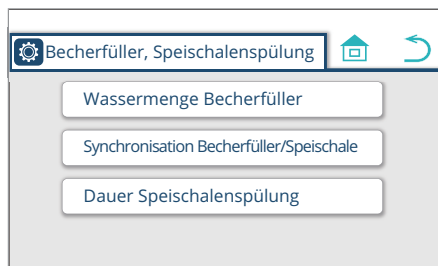 Becherfüller, Speischalenspülung
Wassermenge Becherfüller
Synchronisation Becherfüller/Speischale
Dauer Speischalenspülung